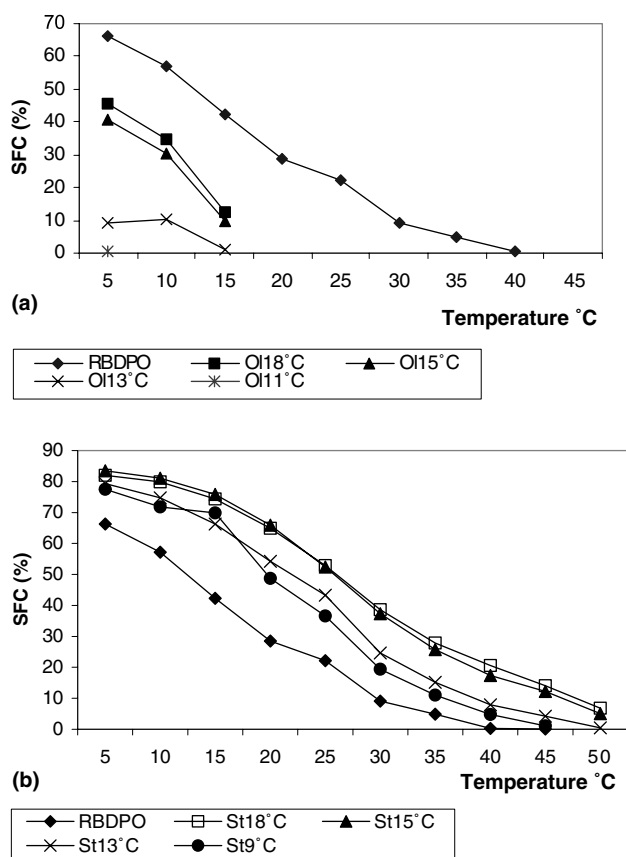 70
60
50
40
30
20
10
0
SFC (%)
5 10 15 20 25 30 35 40 45
(a)
Temperature ˚C
RBDPO Ol18˚C Ol15˚C
Ol13˚C Ol11˚C
90
80
70
60
50
40
30
20
10
0
SFC (%)
5 10 15 20 25 30 35 40 45 50
(b)
Temperature ˚C
RBDPO St18˚C St15˚C
St13˚C St9˚C